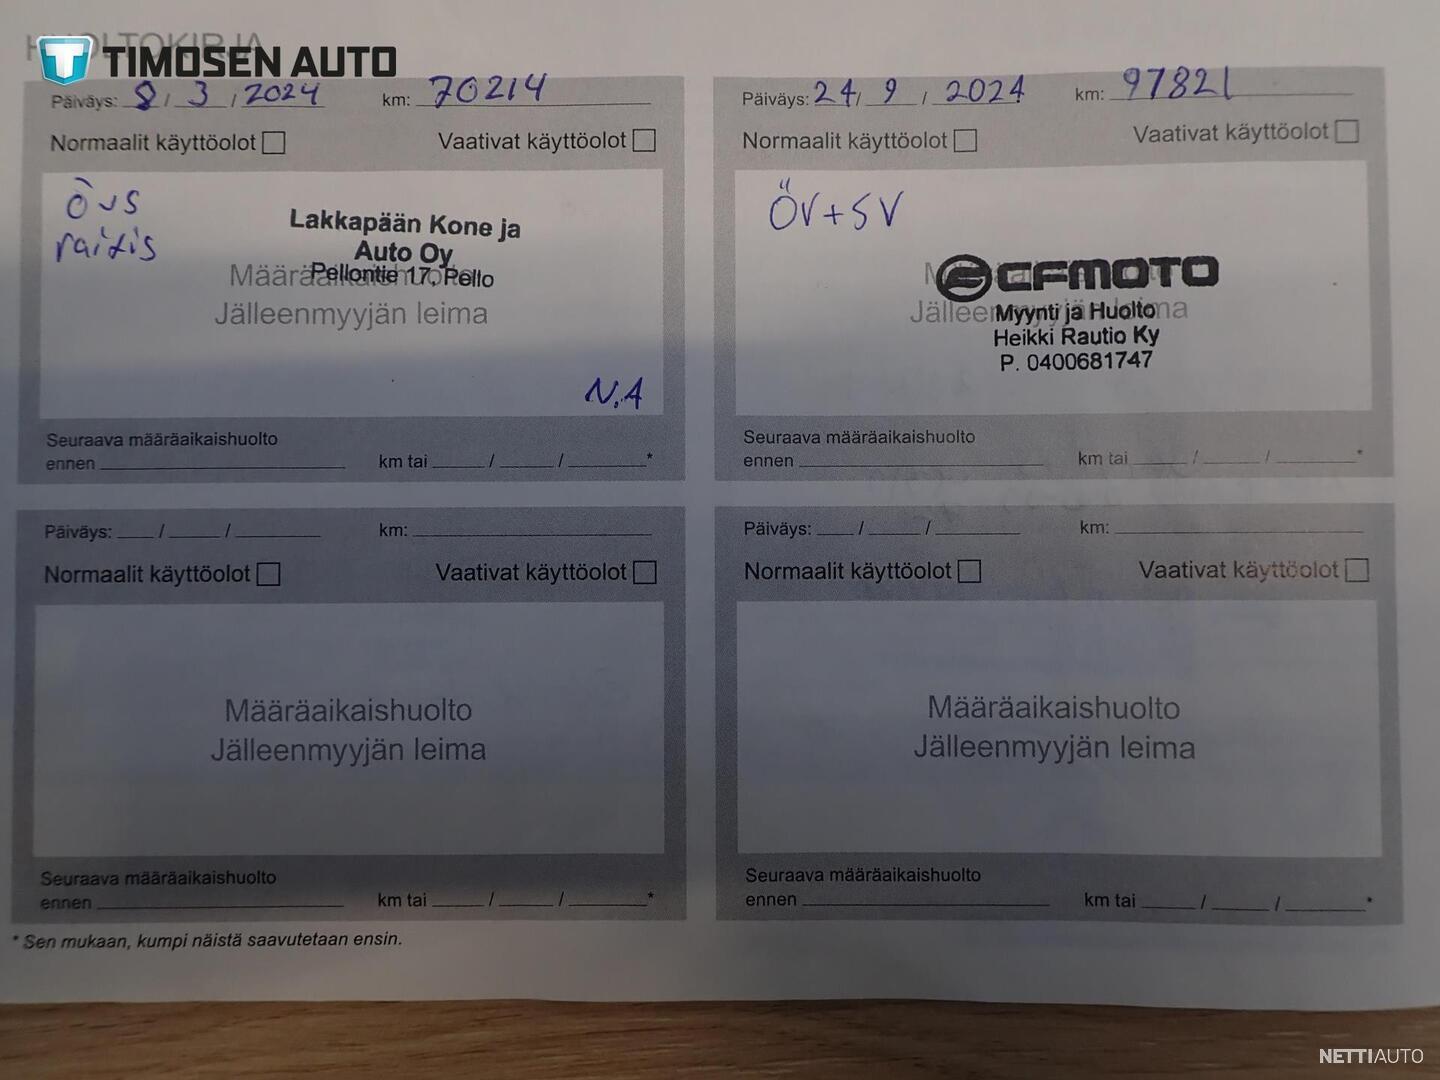 HUOLTOKIRJA
TIMOSEN AUTO
Päiväys: 8 / 3 / 2024 km: 70214
Normaalit käyttöolot Vaativat käyttöolot
raitis
Lakkapään Kone ja
Auto Oy
Pellontie 17, Pello
Määräaikaishuolto
Jälleenmyyjän leima
N.A
Seuraava määräaikaishuolto
ennen km tai / / *
Päiväys: 24 / 9 / 2024 km: 97821
Normaalit käyttöolot Vaativat käyttöolot
ÖV + SV
CFMOTO
Määräaikaishuolto
Jälleenmyyjän leima
Myynti ja Huolto
Heikki Rautio Ky
P. 0400681747
Seuraava määräaikaishuolto
ennen km tai / / *
Päiväys: / / km:
Normaalit käyttöolot Vaativat käyttöolot
Määräaikaishuolto
Jälleenmyyjän leima
Seuraava määräaikaishuolto
ennen km tai / / *
Päiväys: / / km:
Normaalit käyttöolot Vaativat käyttöolot
Määräaikaishuolto
Jälleenmyyjän leima
Seuraava määräaikaishuolto
ennen km tai / / *
* Sen mukaan, kumpi näistä saavutetaan ensin.
NETTIAUTO